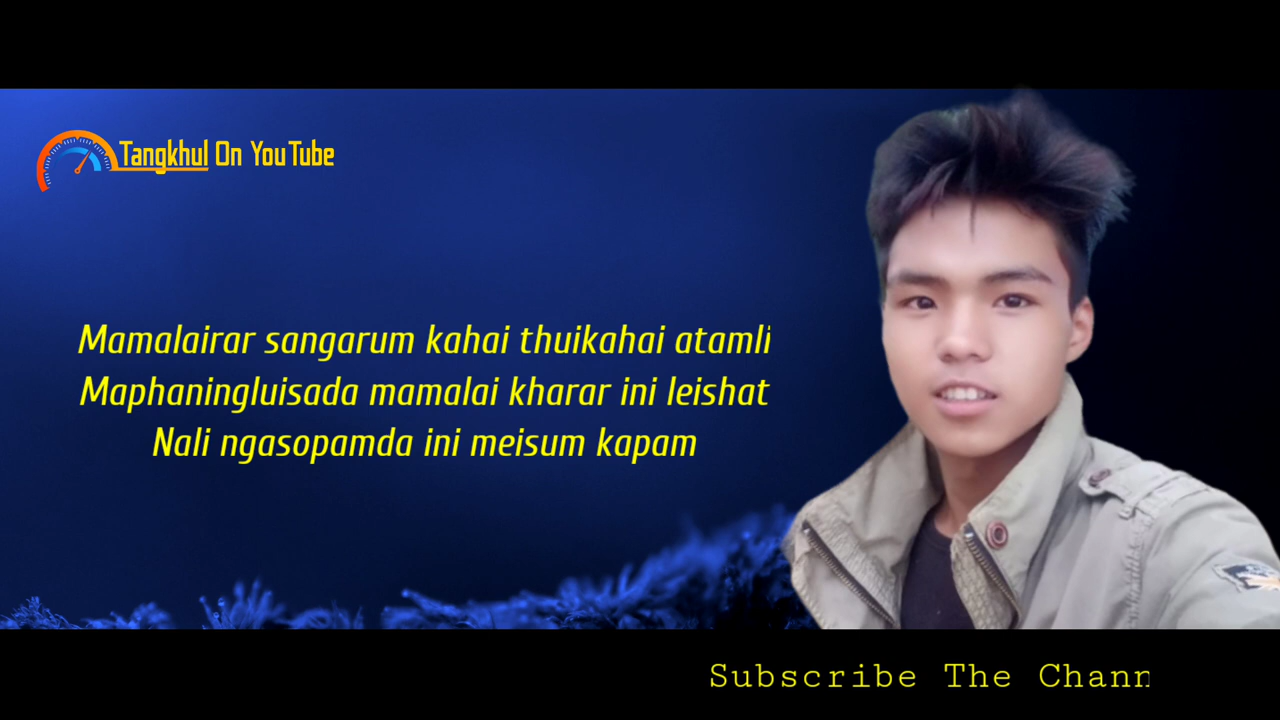 Tangkhul On YouTube
Mamalairar sangarum kahai thuikahai atamli
Maphaningluisada mamalai kharar ini leishat
Nali ngasopamda ini meisum kapam
Subscribe The Chann